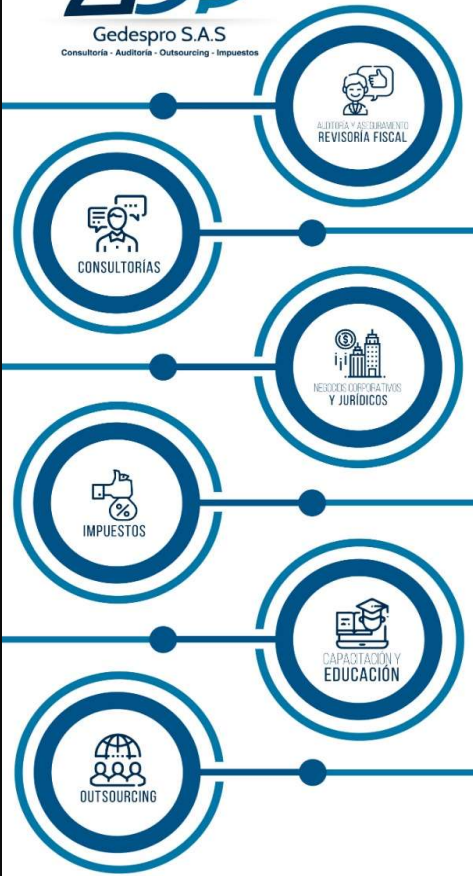 Gedespro S.A.S
Consultoría - Auditoría - Outsourcing - Impuestos
AUDITORÍA Y ASEGURAMIENTO
REVISORÍA FISCAL
CONSULTORÍAS
NEGOCIOS CORPORATIVOS
Y JURÍDICOS
IMPUESTOS
CAPACITACIÓN Y
EDUCACIÓN
OUTSOURCING